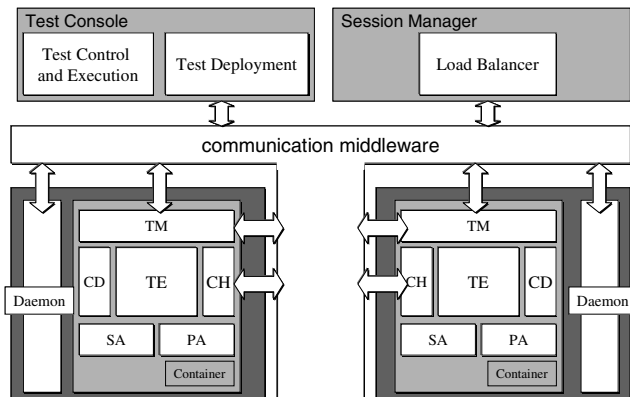 Test Console
Test Control
and Execution
Test Deployment
Session Manager
Load Balancer
communication middleware
TM
CD
TE
CH
Daemon
SA
PA
Container
TM
CH
TE
CD
Daemon
SA
PA
Container